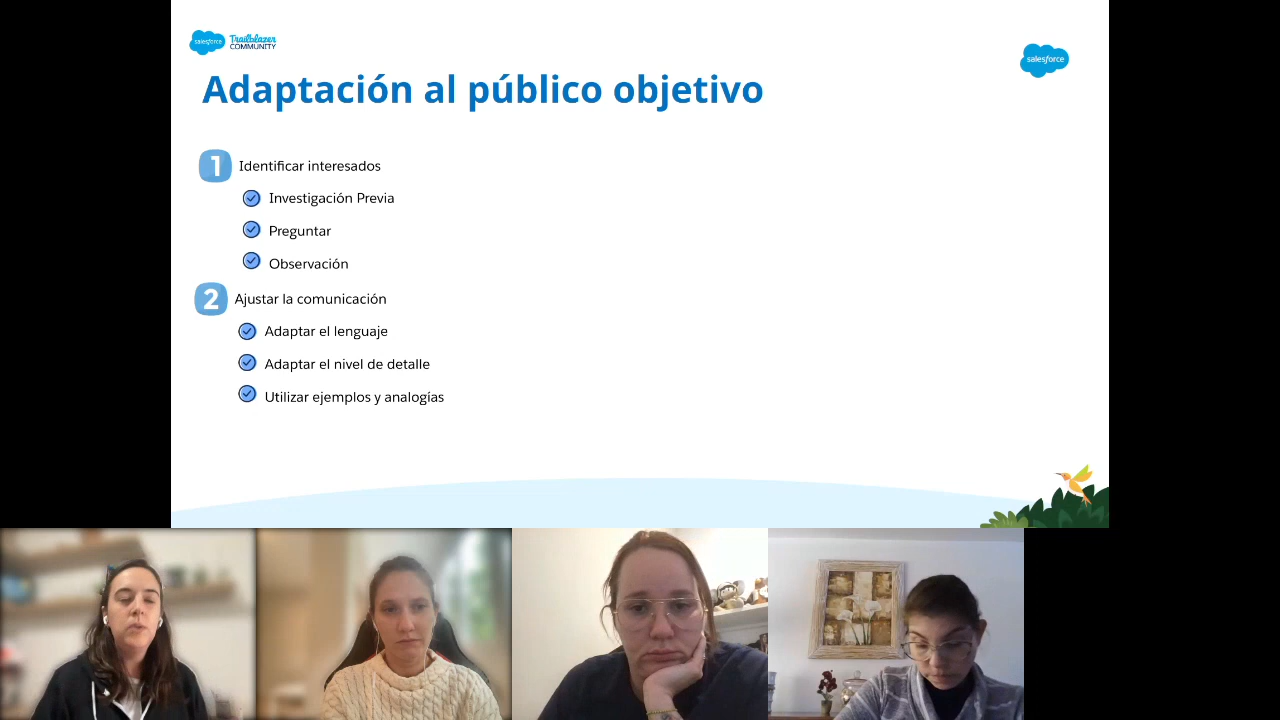 salesforce
Trailblazer
COMMUNITY
salesforce
Adaptación al público objetivo
1 Identificar interesados
Investigación Previa
Preguntar
Observación
2 Ajustar la comunicación
Adaptar el lenguaje
Adaptar el nivel de detalle
Utilizar ejemplos y analogías